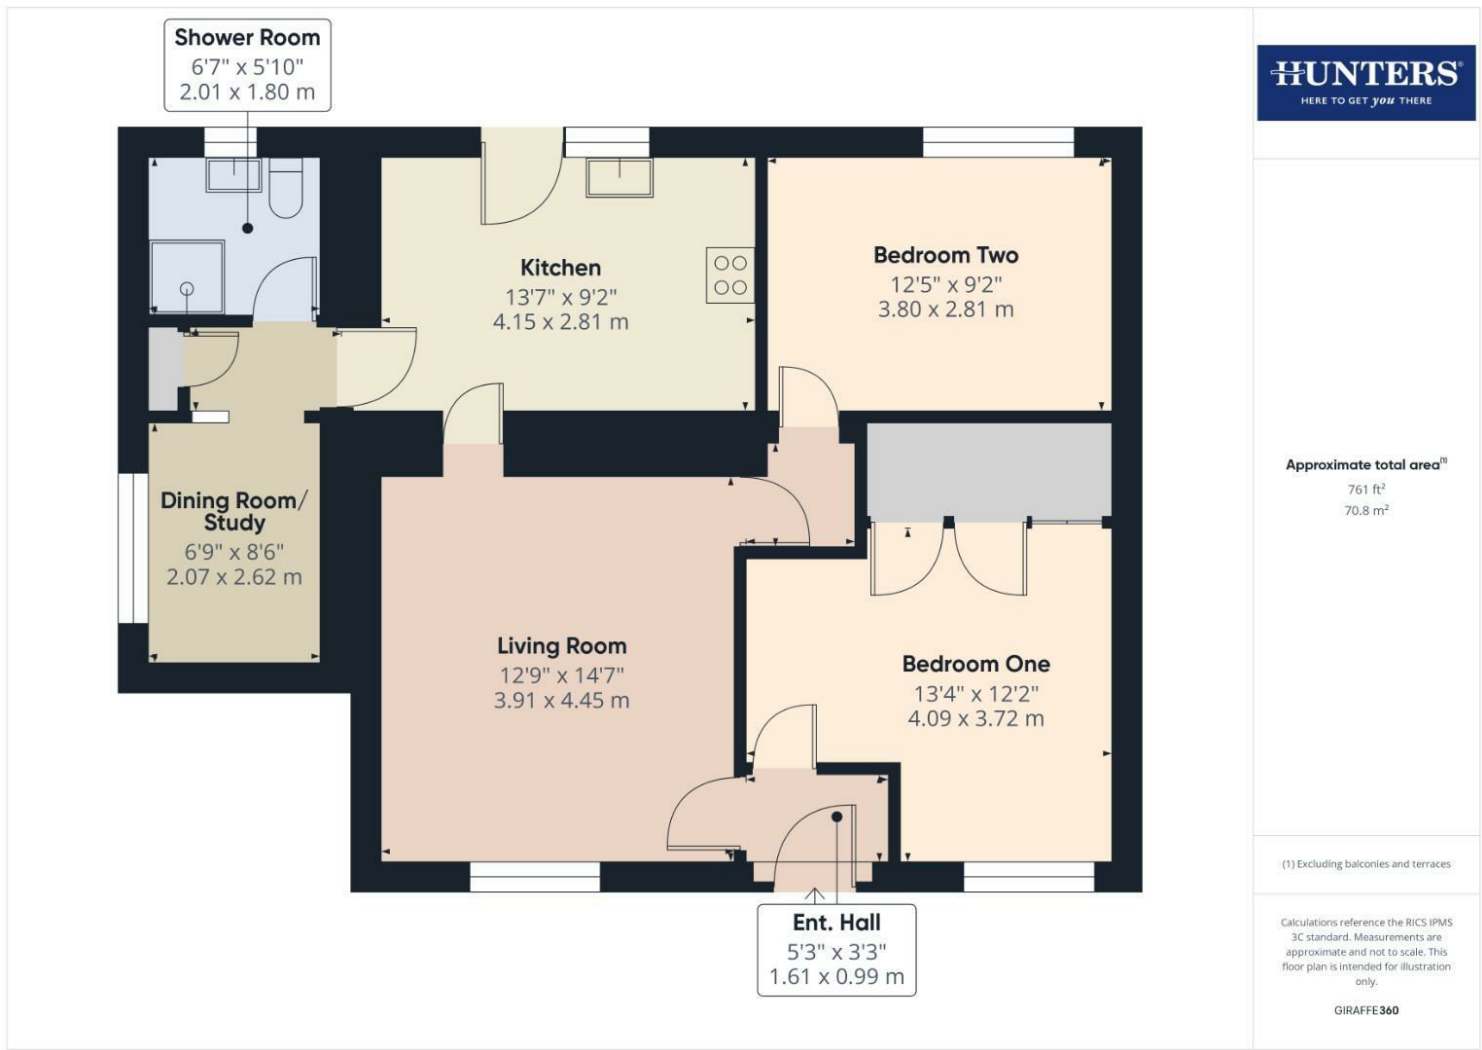 Shower Room
6'7" x 5'10"
2.01 x 1.80 m
Kitchen
13'7" x 9'2"
4.15 x 2.81 m
Bedroom Two
12'5" x 9'2"
3.80 x 2.81 m
Dining Room/
Study
6'9" x 8'6"
2.07 x 2.62 m
Living Room
12'9" x 14'7"
3.91 x 4.45 m
Bedroom One
13'4" x 12'2"
4.09 x 3.72 m
Ent. Hall
5'3" x 3'3"
1.61 x 0.99 m
HUNTERS®
HERE TO GET you THERE
Approximate total area(1)
761 ft²
70.8 m²
(1) Excluding balconies and terraces
Calculations reference the RICS IPMS
3C standard. Measurements are
approximate and not to scale. This
floor plan is intended for illustration
only.
GIRAFFE360